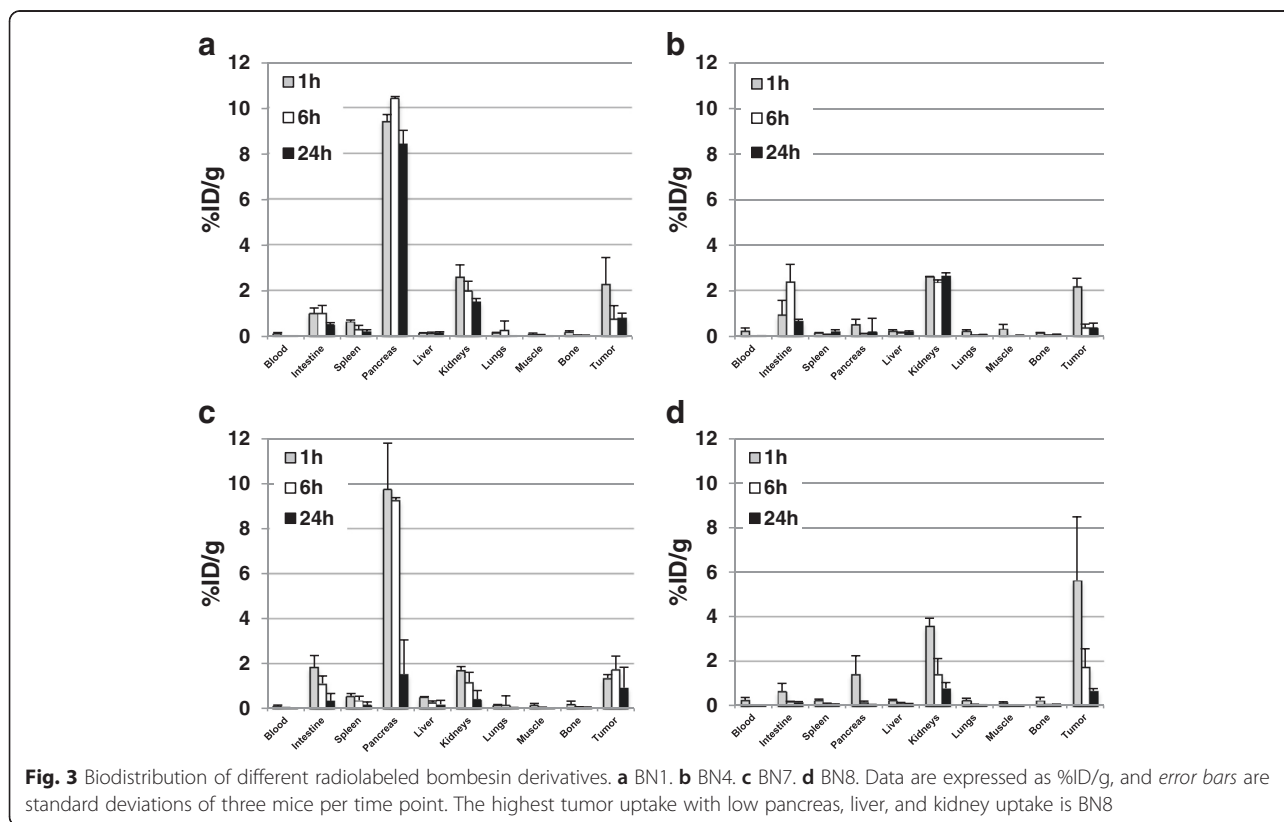 a
12
10
8
6
4
2
0
%ID/g
1h
6h
24h
Blood
Intestine
Spleen
Pancreas
Liver
Kidneys
Lungs
Muscle
Bone
Tumor
b
12
10
8
6
4
2
0
%ID/g
1h
6h
24h
Blood
Intestine
Spleen
Pancreas
Liver
Kidneys
Lungs
Muscle
Bone
Tumor
c
12
10
8
6
4
2
0
%ID/g
1h
6h
24h
Blood
Intestine
Spleen
Pancreas
Liver
Kidneys
Lungs
Muscle
Bone
Tumor
d
12
10
8
6
4
2
0
%ID/g
1h
6h
24h
Blood
Intestine
Spleen
Pancreas
Liver
Kidneys
Lungs
Muscle
Bone
Tumor
Fig. 3 Biodistribution of different radiolabeled bombesin derivatives. a BN1. b BN4. c BN7. d BN8. Data are expressed as %ID/g, and error bars are
standard deviations of three mice per time point. The highest tumor uptake with low pancreas, liver, and kidney uptake is BN8